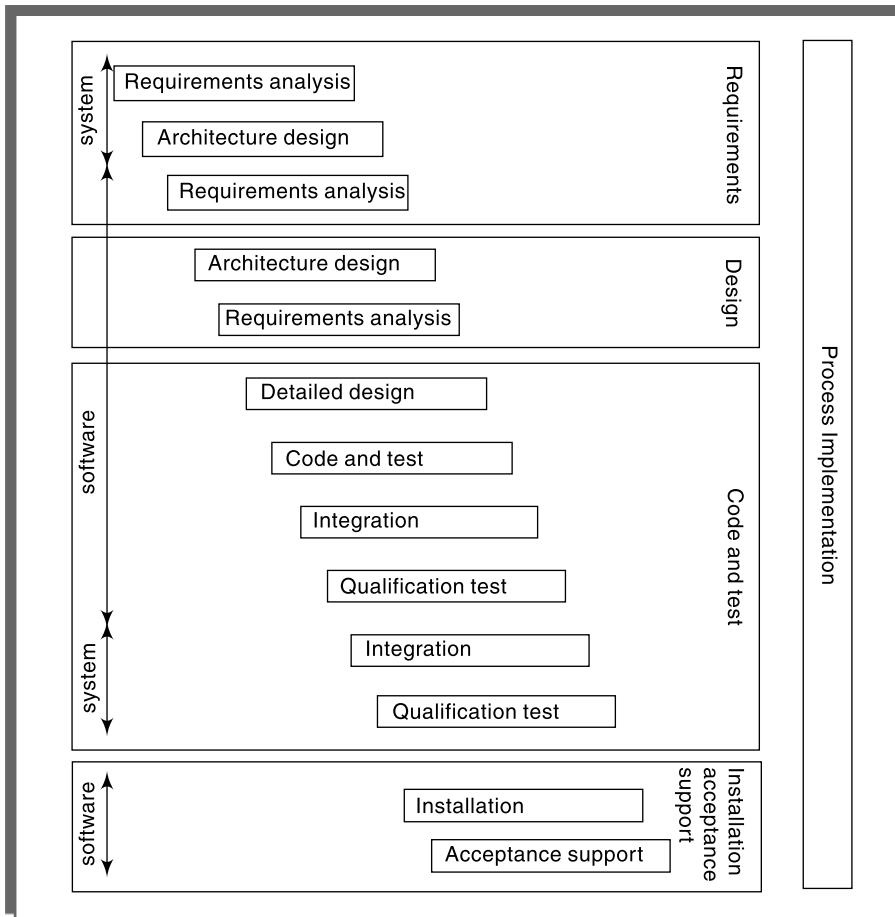 system
Requirements analysis
Architecture design
Requirements analysis
Requirements
Architecture design
Requirements analysis
Design
software
Detailed design
Code and test
Integration
Qualification test
Code and test
system
Integration
Qualification test
software
Installation
Acceptance support
Installation
acceptance
support
Process Implementation